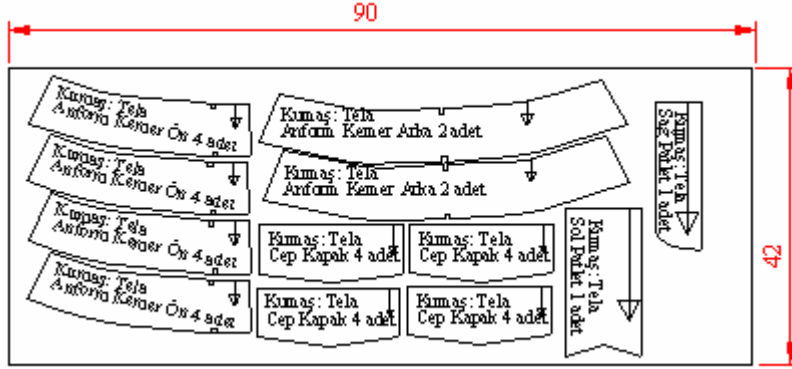 90
Kumaş: Tela
Anform Kemer Ön 4 adet
Kumaş: Tela
Anform Kemer Ön 4 adet
Kumaş: Tela
Anform Kemer Ön 4 adet
Kumaş: Tela
Anform Kemer Ön 4 adet
Kumaş: Tela
Anform Kemer Arka 2 adet
Kumaş: Tela
Anform Kemer Arka 2 adet
Kumaş: Tela
Cep Kapak 4 adet
Kumaş: Tela
Cep Kapak 4 adet
Kumaş: Tela
Cep Kapak 4 adet
Kumaş: Tela
Cep Kapak 4 adet
Kumaş: Tela
Sağ Patlet 1 adet
Kumaş: Tela
Sol Patlet 1 adet
42